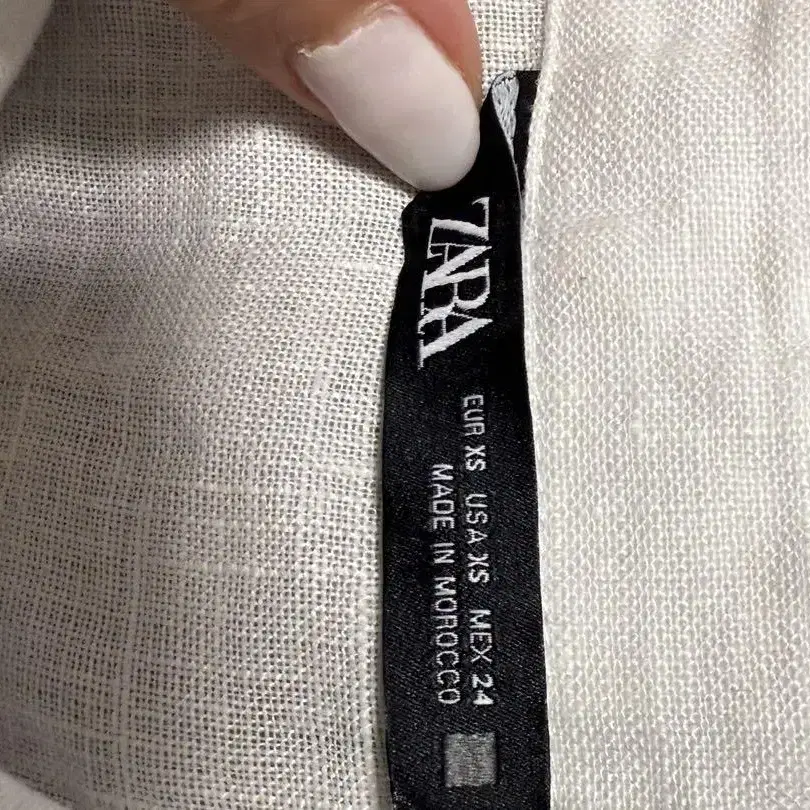 ZARA
EUR XS USA XS MEX 24
MADE IN MOROCCO